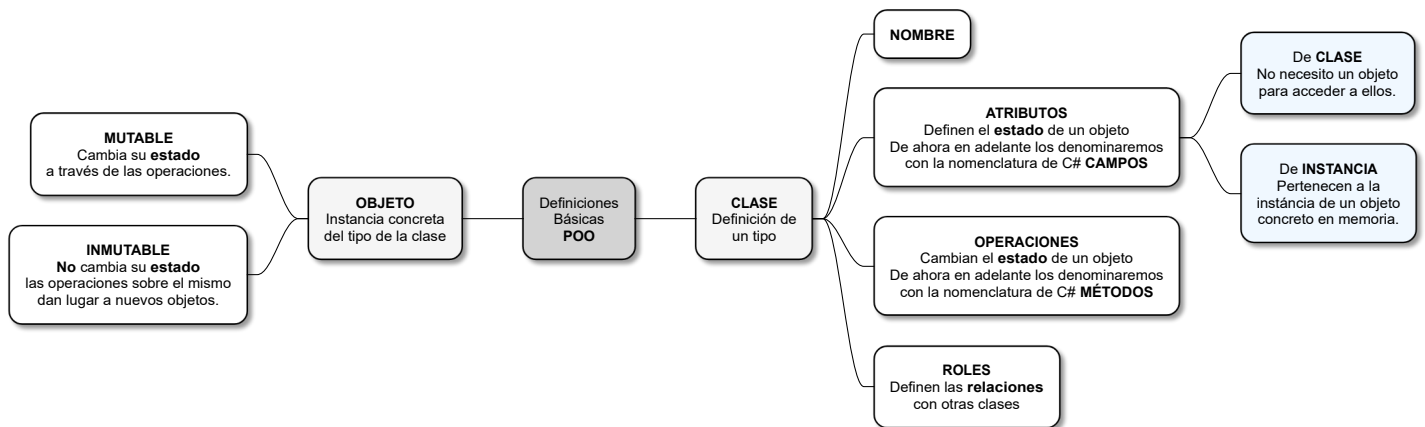 MUTABLE
Cambia su estado
a través de las operaciones.
INMUTABLE
No cambia su estado
las operaciones sobre el mismo
dan lugar a nuevos objetos.
OBJETO
Instancia concreta
del tipo de la clase
Definiciones
Básicas
POO
CLASE
Definición de
un tipo
NOMBRE
ATRIBUTOS
Definen el estado de un objeto
De ahora en adelante los denominaremos
con la nomenclatura de C# CAMPOS
De CLASE
No necesito un objeto
para acceder a ellos.
De INSTANCIA
Pertenecen a la
instáncia de un objeto
concreto en memoria.
OPERACIONES
Cambian el estado de un objeto
De ahora en adelante los denominaremos
con la nomenclatura de C# MÉTODOS
ROLES
Definen las relaciones
con otras clases